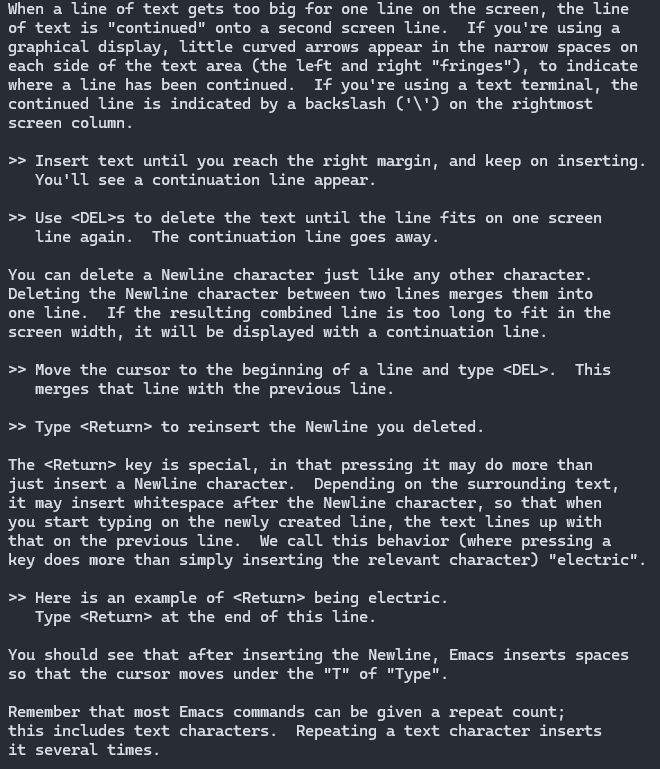 When a line of text gets too big for one line on the screen, the line
of text is "continued" onto a second screen line.  If you're using a
graphical display, little curved arrows appear in the narrow spaces on
each side of the text area (the left and right "fringes"), to indicate
where a line has been continued.  If you're using a text terminal, the
continued line is indicated by a backslash ('\') on the rightmost
screen column.

>> Insert text until you reach the right margin, and keep on inserting.
   You'll see a continuation line appear.

>> Use <DEL>s to delete the text until the line fits on one screen
   line again.  The continuation line goes away.

You can delete a Newline character just like any other character.
Deleting the Newline character between two lines merges them into
one line.  If the resulting combined line is too long to fit in the
screen width, it will be displayed with a continuation line.

>> Move the cursor to the beginning of a line and type <DEL>.  This
   merges that line with the previous line.

>> Type <Return> to reinsert the Newline you deleted.

The <Return> key is special, in that pressing it may do more than
just insert a Newline character.  Depending on the surrounding text,
it may insert whitespace after the Newline character, so that when
you start typing on the newly created line, the text lines up with
that on the previous line.  We call this behavior (where pressing a
key does more than simply inserting the relevant character) "electric".

>> Here is an example of <Return> being electric.
   Type <Return> at the end of this line.

You should see that after inserting the Newline, Emacs inserts spaces
so that the cursor moves under the "T" of "Type".

Remember that most Emacs commands can be given a repeat count;
this includes text characters.  Repeating a text character inserts
it several times.